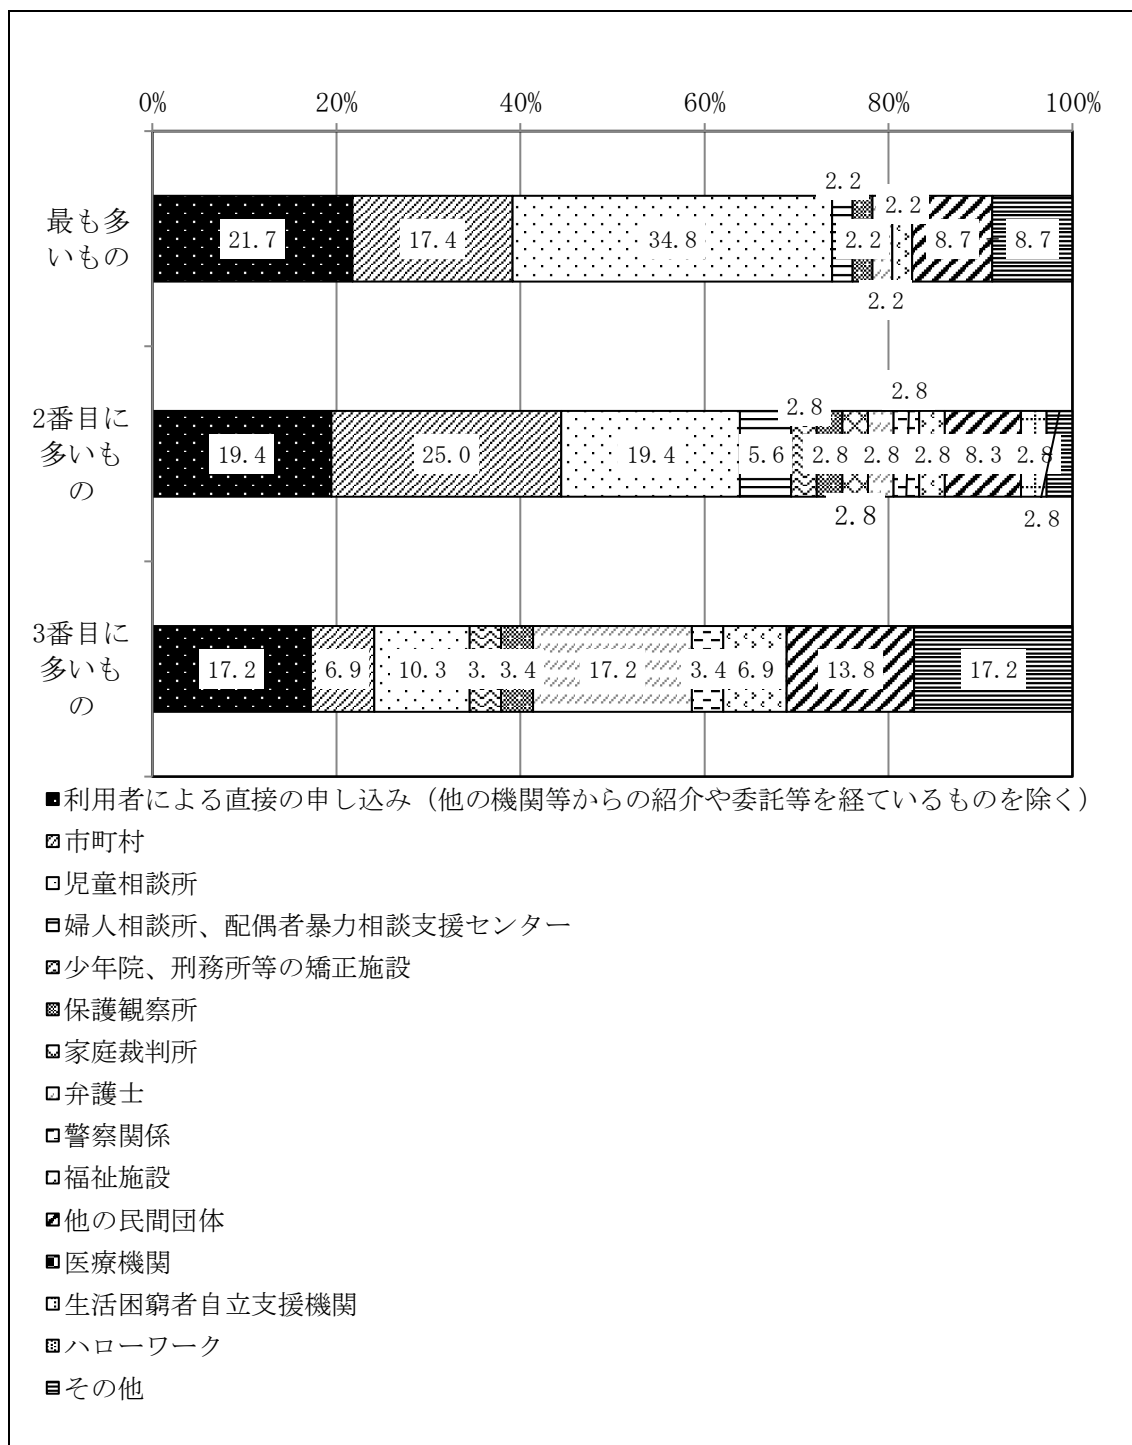 0% 20% 40% 60% 80% 100%
2.2
2.2
最も多
いもの
21.7 17.4 34.8 2.2 8.7 8.7
2.2
2.8
2.8
2番目に
多いも
の
19.4 25.0 19.4 5.6 2.8 2.8 2.8 8.3 2.8
2.8 2.8
3番目に
多いも
の
17.2 6.9 10.3 3. 3.4 17.2 3.4 6.9 13.8 17.2
利用者による直接の申し込み（他の機関等からの紹介や委託等を経ているものを除く）
市町村
児童相談所
婦人相談所、配偶者暴力相談支援センター
少年院、刑務所等の矯正施設
保護観察所
家庭裁判所
弁護士
警察関係
福祉施設
他の民間団体
医療機関
生活困窮者自立支援機関
ハローワーク
その他